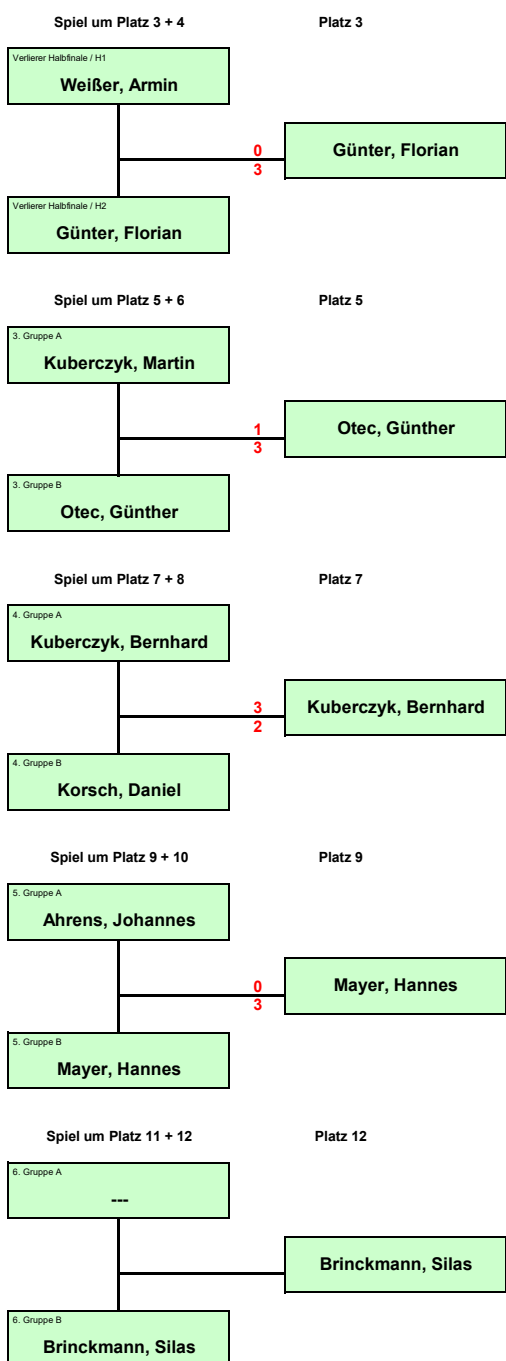 Spiel um Platz 3 + 4 Platz 3
Verlierer Halbfinale / H1
Weißer, Armin
0
3
Günter, Florian
Verlierer Halbfinale / H2
Günter, Florian
Spiel um Platz 5 + 6 Platz 5
3. Gruppe A
Kuberczyk, Martin
1
3
Otec, Günther
3. Gruppe B
Otec, Günther
Spiel um Platz 7 + 8 Platz 7
4. Gruppe A
Kuberczyk, Bernhard
3
2
Kuberczyk, Bernhard
4. Gruppe B
Korsch, Daniel
Spiel um Platz 9 + 10 Platz 9
5. Gruppe A
Ahrens, Johannes
0
3
Mayer, Hannes
5. Gruppe B
Mayer, Hannes
Spiel um Platz 11 + 12 Platz 12
6. Gruppe A
---
Brinckmann, Silas
6. Gruppe B
Brinckmann, Silas